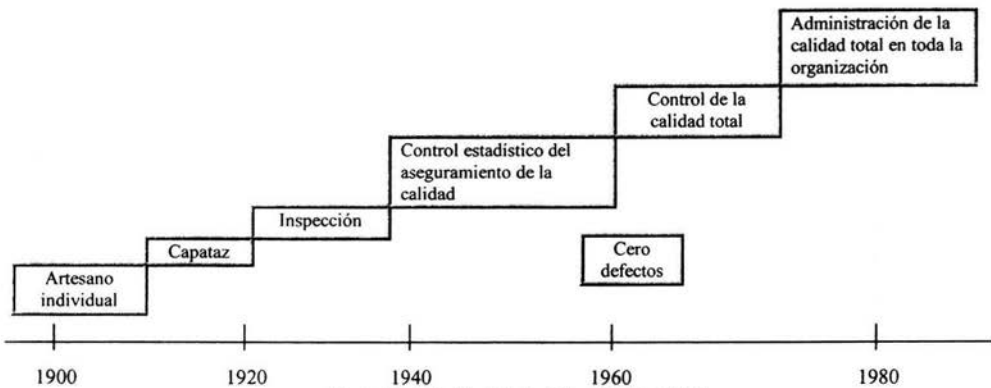 Administración de la
calidad total en toda la
organización
Control de la
calidad total
Control estadístico del
aseguramiento de la
calidad
Inspección
Capataz
Artesano
individual
Cero
defectos
1900
1920
1940
1960
1980